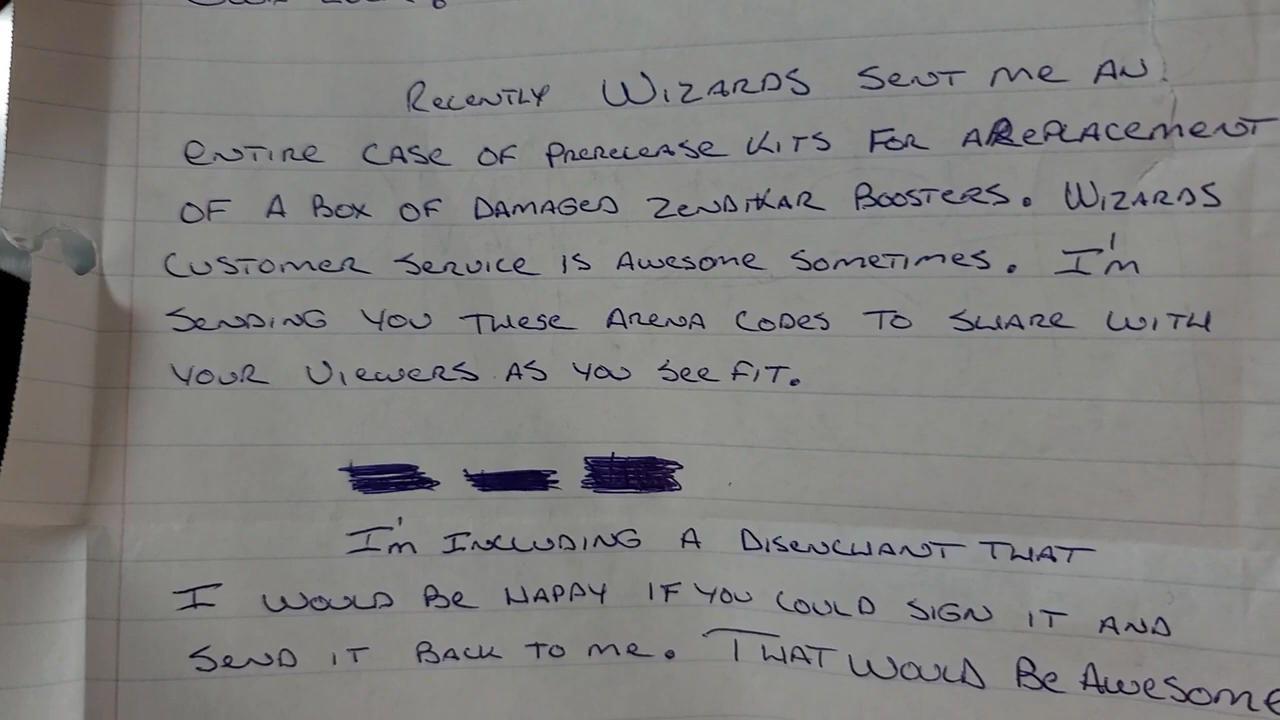 Recently Wizards sent me an
entire case of prerelease kits for a replacement
of a box of damaged Zendikar Boosters. Wizards
customer service is awesome sometimes. I'm
sending you these Arena codes to share with
your viewers as you see fit.
I'm including a Disenchant that
I would be happy if you could sign it and
send it back to me. That would be awesome